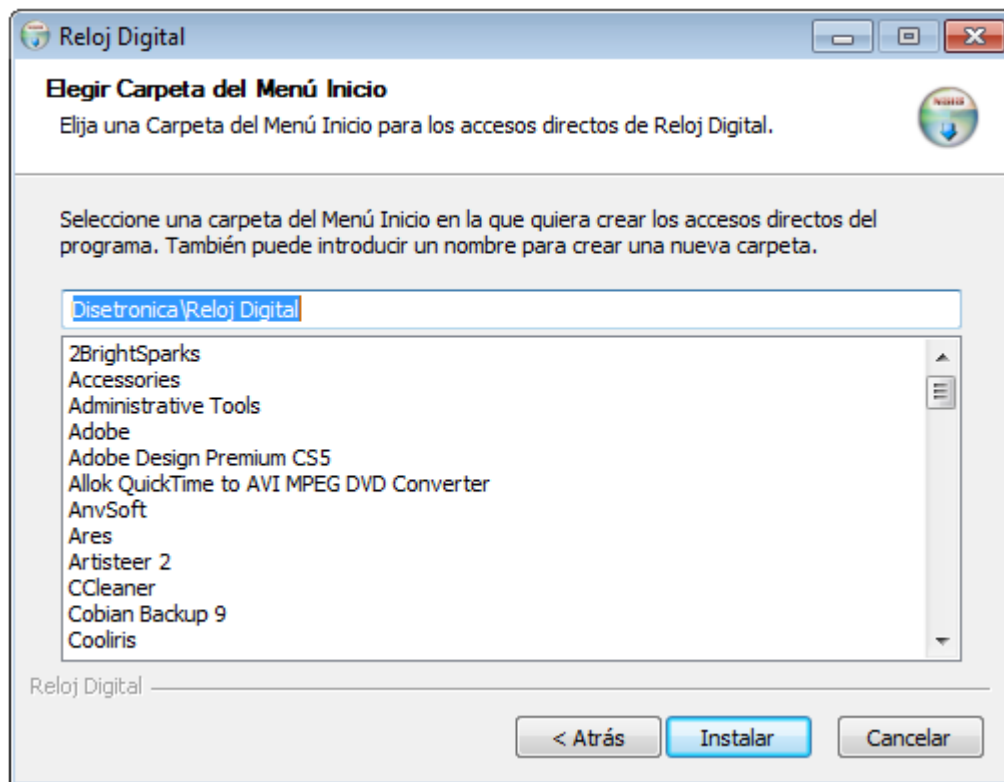 Reloj Digital
Elegir Carpeta del Menú Inicio
Elija una Carpeta del Menú Inicio para los accesos directos de Reloj Digital.
Seleccione una carpeta del Menú Inicio en la que quiera crear los accesos directos del
programa. También puede introducir un nombre para crear una nueva carpeta.
Disetronica\Reloj Digital
2BrightSparks
Accessories
Administrative Tools
Adobe
Adobe Design Premium CS5
Allok QuickTime to AVI MPEG DVD Converter
AnvSoft
Ares
Artisteer 2
CCleaner
Cobian Backup 9
Cooliris
Reloj Digital
< Atrás
Instalar
Cancelar